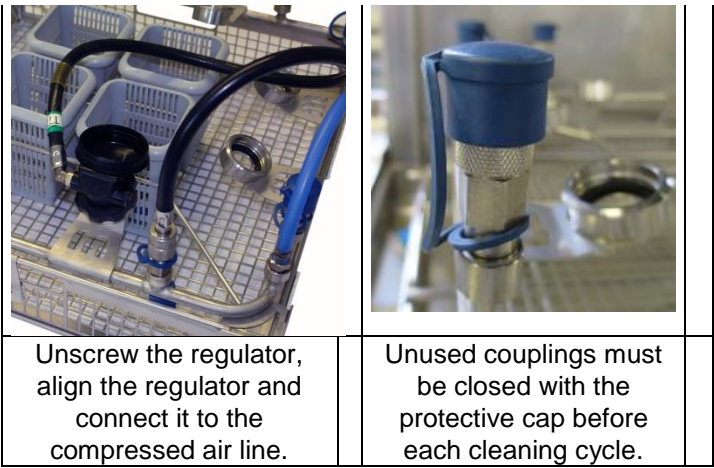 Unscrew the regulator,
align the regulator and
connect it to the
compressed air line.
Unused couplings must
be closed with the
protective cap before
each cleaning cycle.